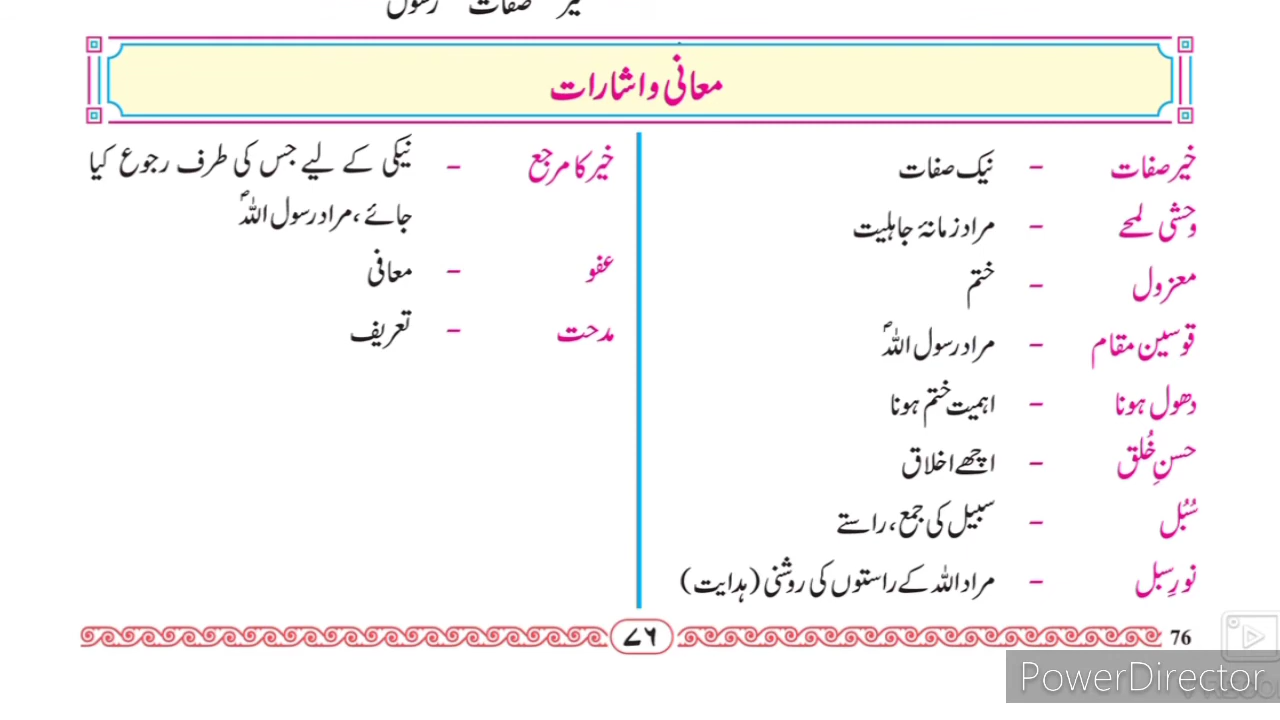 خیر صفات رسول
معانی و اشارات
خیر صفات - نیک صفات
وحشی لمحے - مراد زمانۂ جاہلیت
معزول - ختم
قوسین مقام - مراد رسول اللہؐ
دھول ہونا - اہمیت ختم ہونا
حسنِ خُلق - اچھے اخلاق
سُبُل - سبیل کی جمع، راستے
نورِ سبل - مراد اللہ کے راستوں کی روشنی (ہدایت)
خیر کا مرجع - نیکی کے لیے جس کی طرف رجوع کیا
جائے، مراد رسول اللہؐ
عفو - معافی
مدحت - تعریف
76
۷۶
PowerDirector